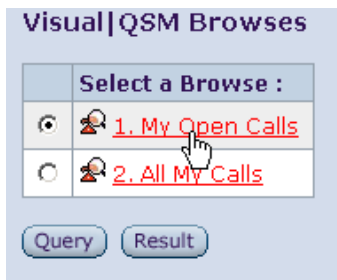 Visual|QSM Browses
Select a Browse :
1. My Open Calls
2. All My Calls
Query Result